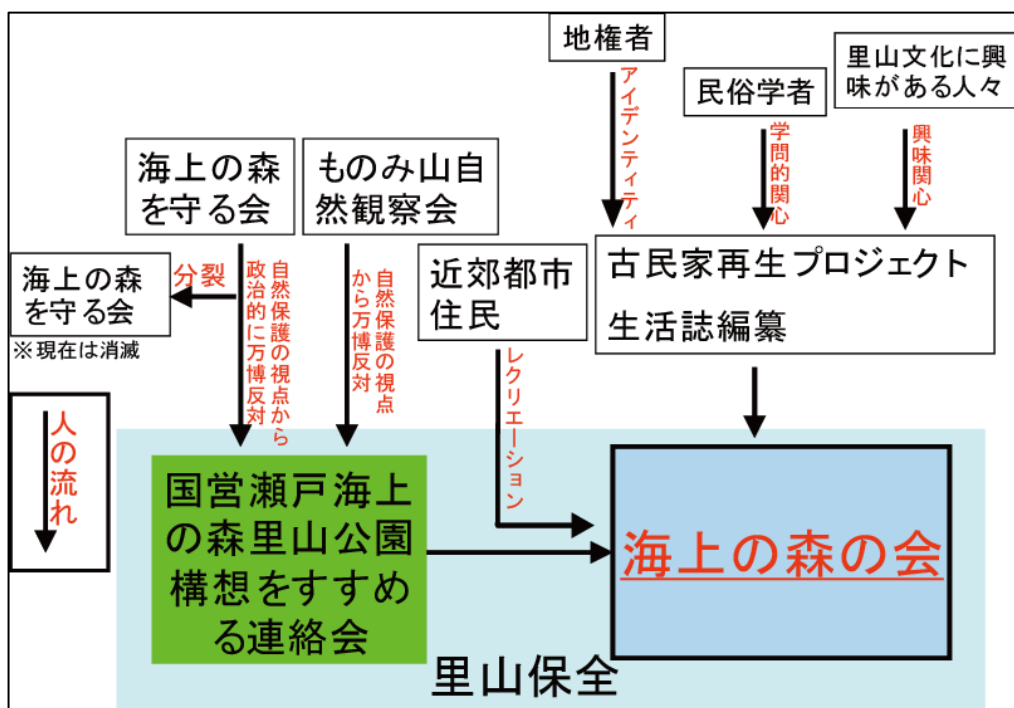 地権者
民俗学者
里山文化に興
味がある人々
アイデンティティ
学問的関心
興味関心
海上の森
を守る会
ものみ山自
然観察会
近郊都市
住民
古民家再生プロジェクト
生活誌編纂
海上の森
を守る会
※現在は消滅
分裂
自然保護の視点から
政治的に万博反対
自然保護の視点
から万博反対
レクリエーション
人の流れ
国営瀬戸海上
の森里山公園
構想をすすめ
る連絡会
海上の森の会
里山保全